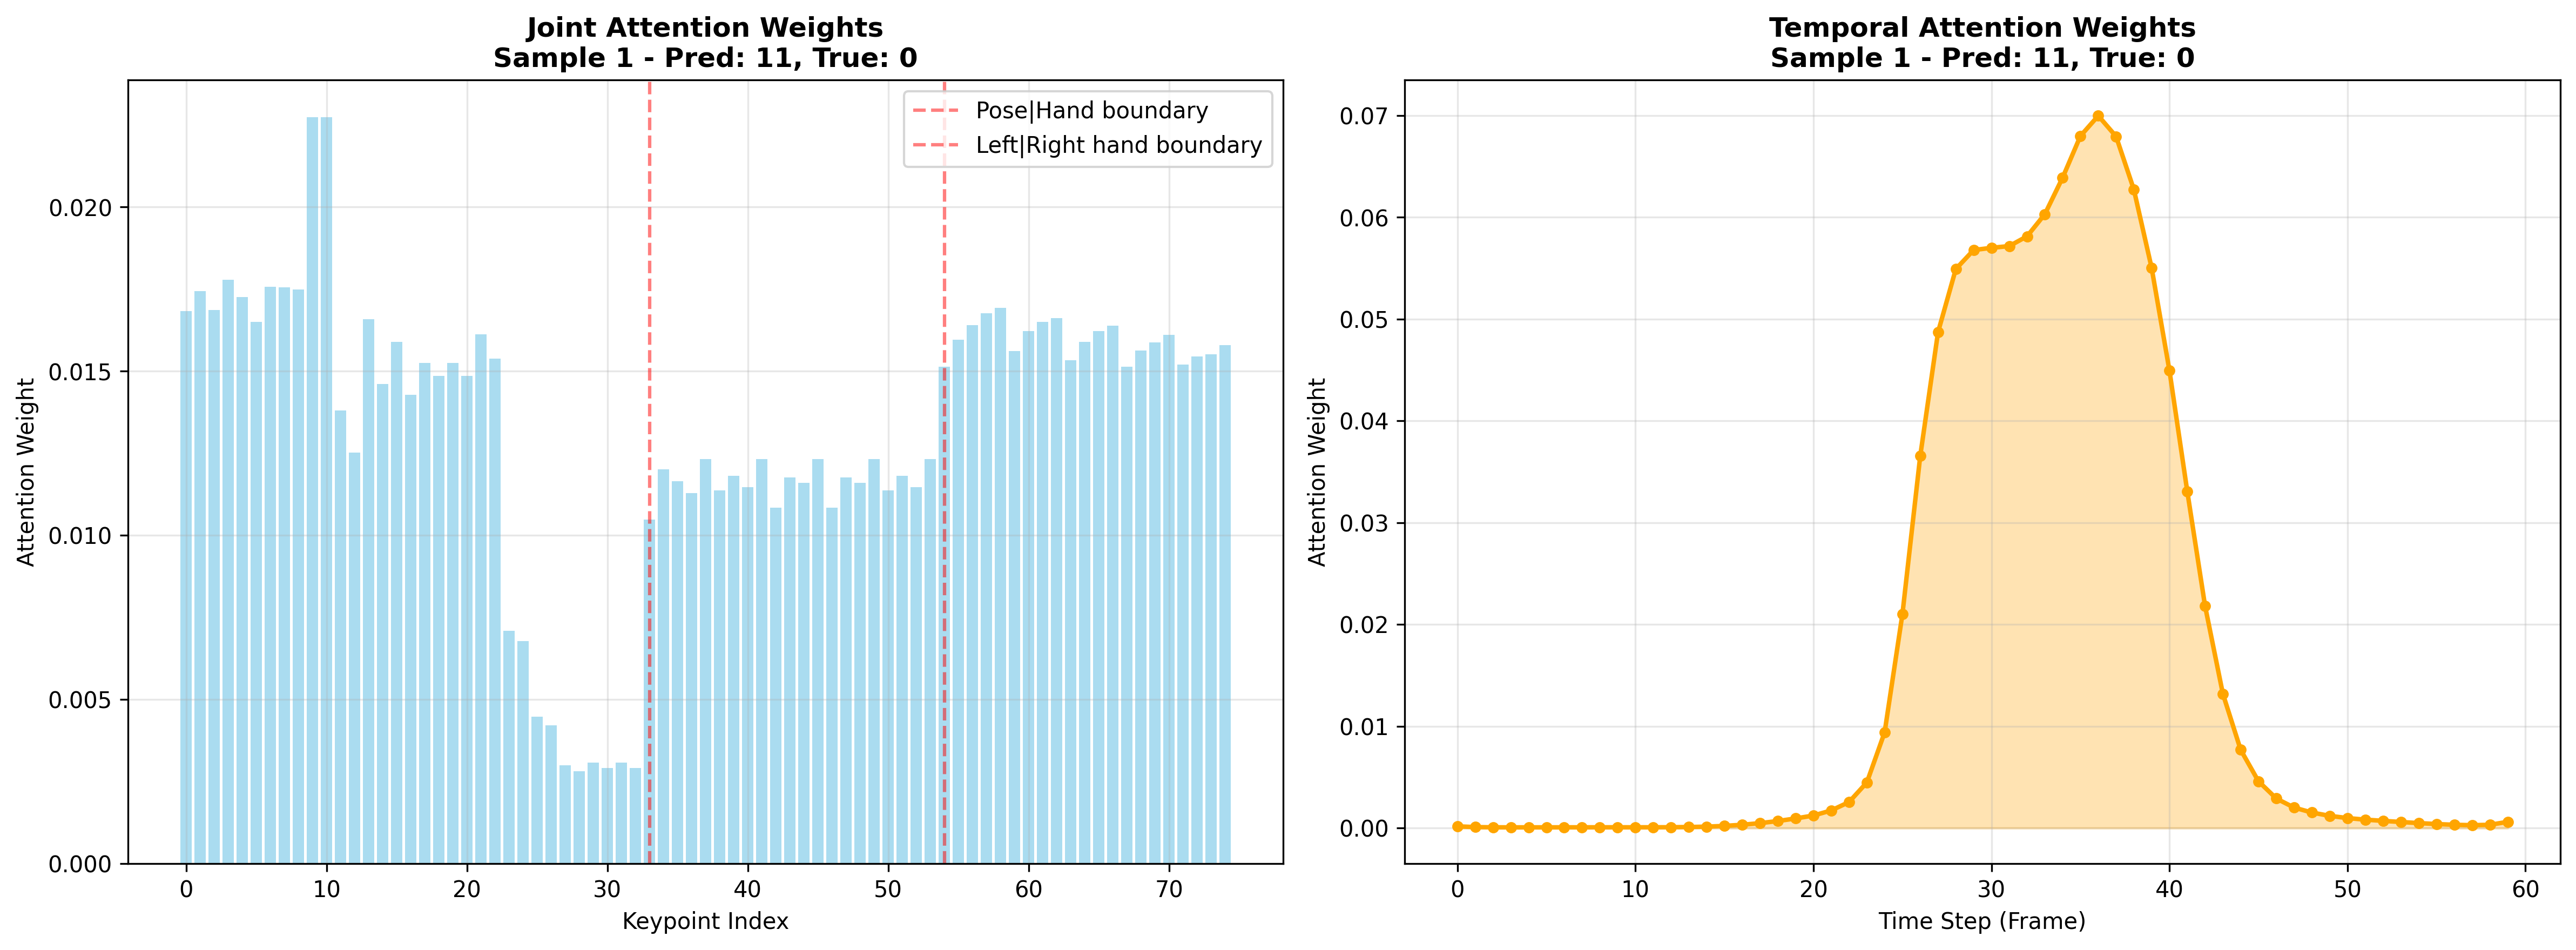 Joint Attention Weights
Sample 1 - Pred: 11, True: 0
Attention Weight
0.020
0.015
0.010
0.005
0.000
Pose|Hand boundary
Left|Right hand boundary
0 10 20 30 40 50 60 70
Keypoint Index
Temporal Attention Weights
Sample 1 - Pred: 11, True: 0
Attention Weight
0.07
0.06
0.05
0.04
0.03
0.02
0.01
0.00
0 10 20 30 40 50 60
Time Step (Frame)